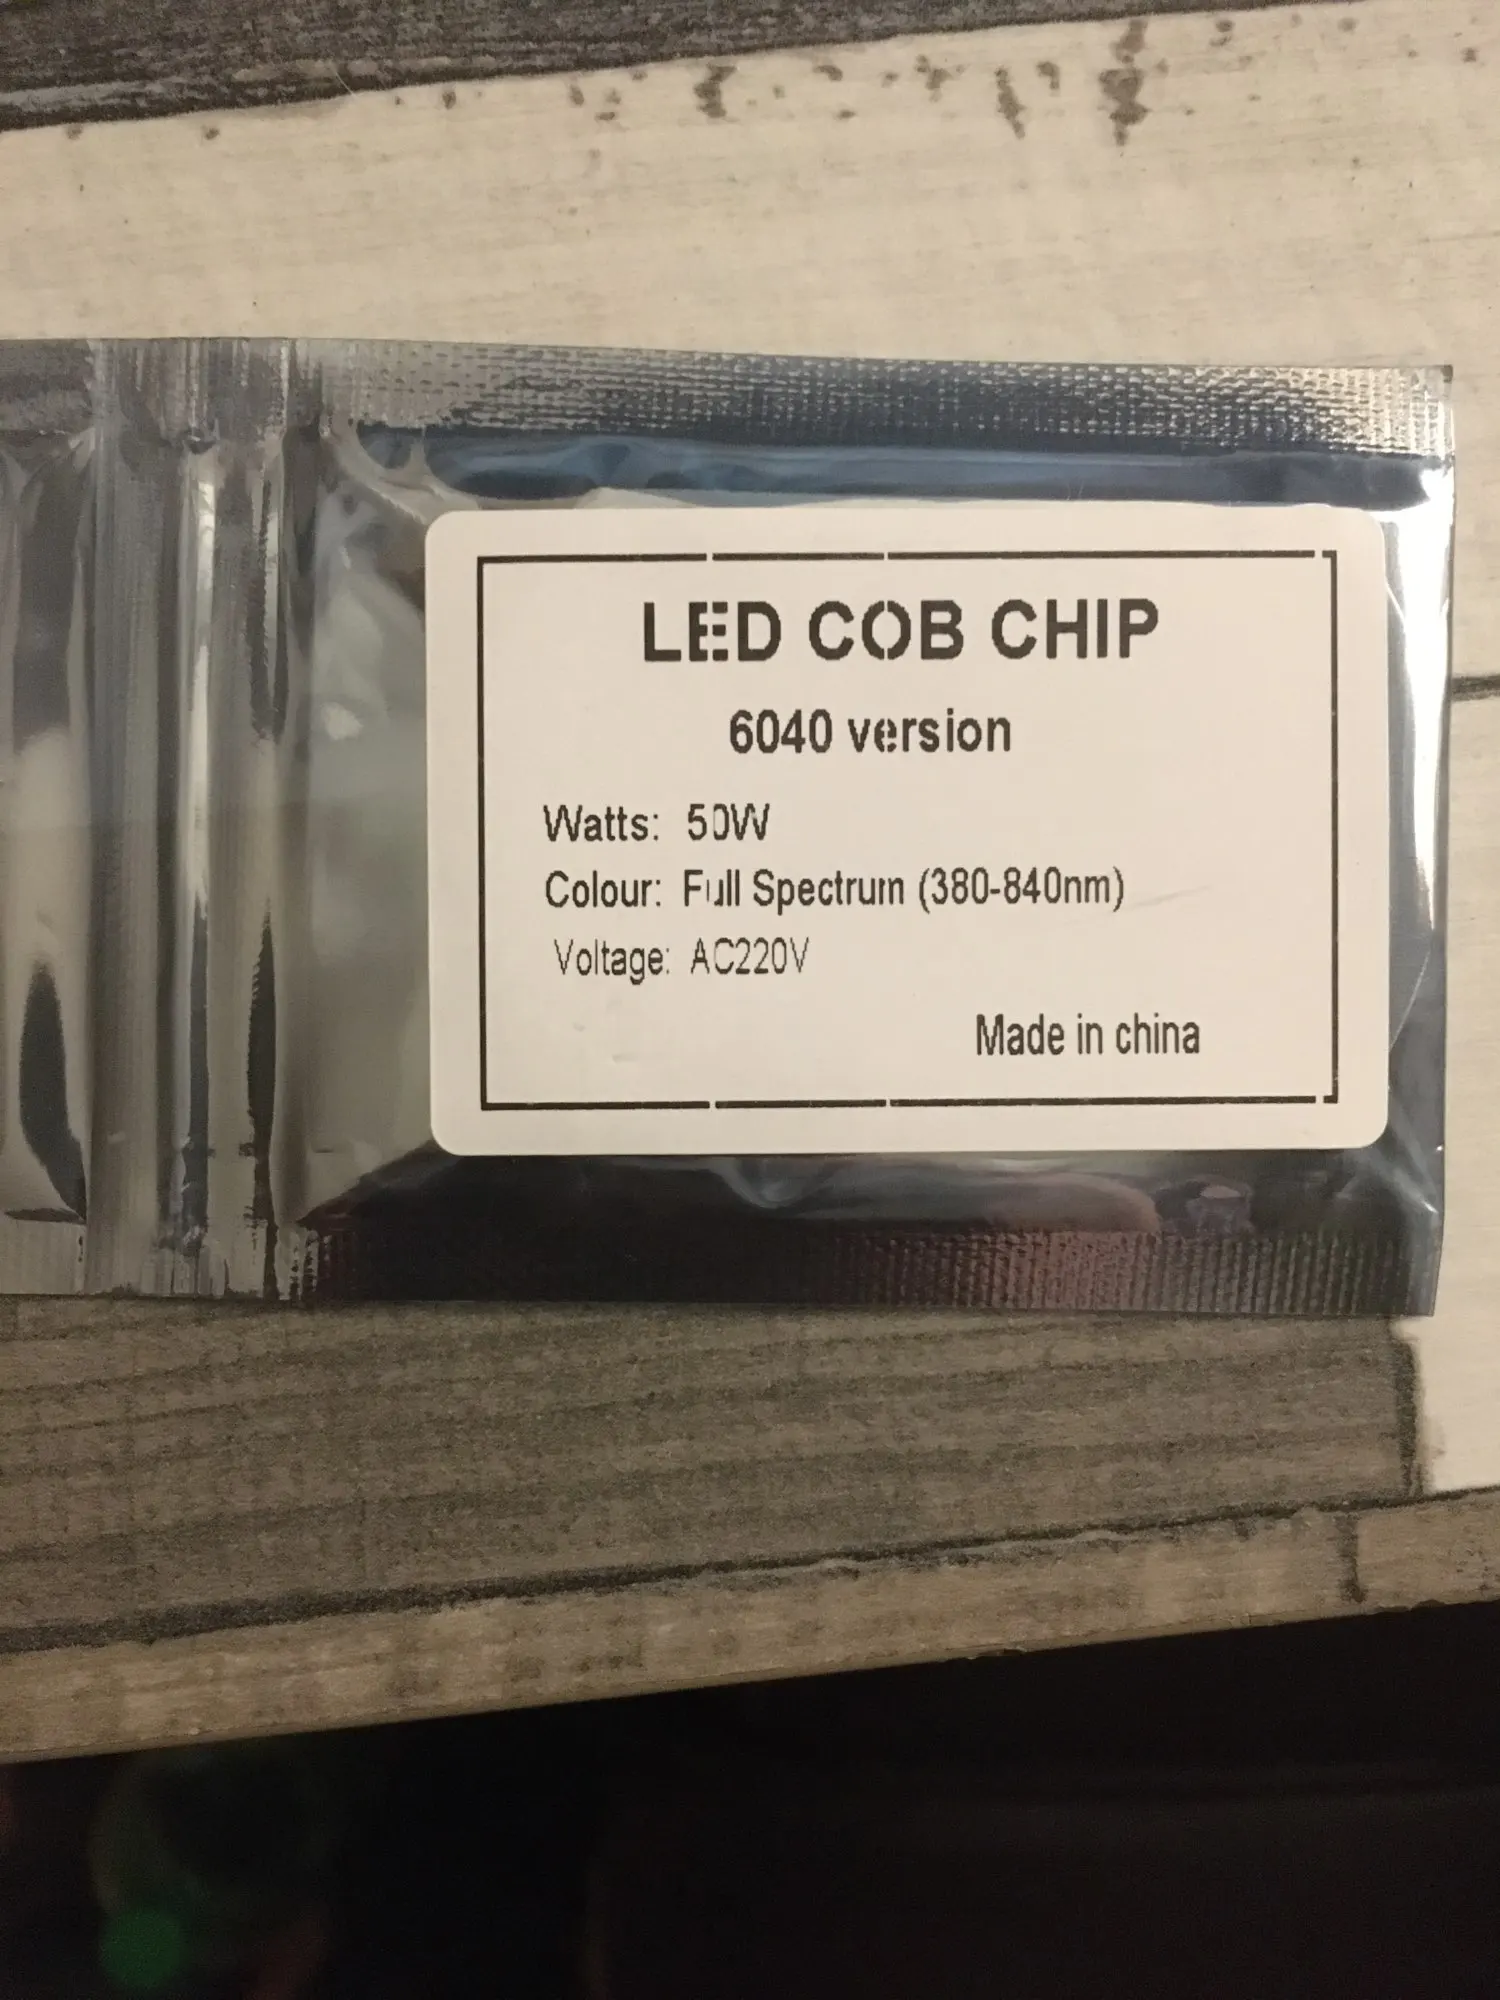 LED COB CHIP
6040 version
Watts: 50W
Colour: Full Spectrum (380-840nm)
Voltage: AC220V
Made in china